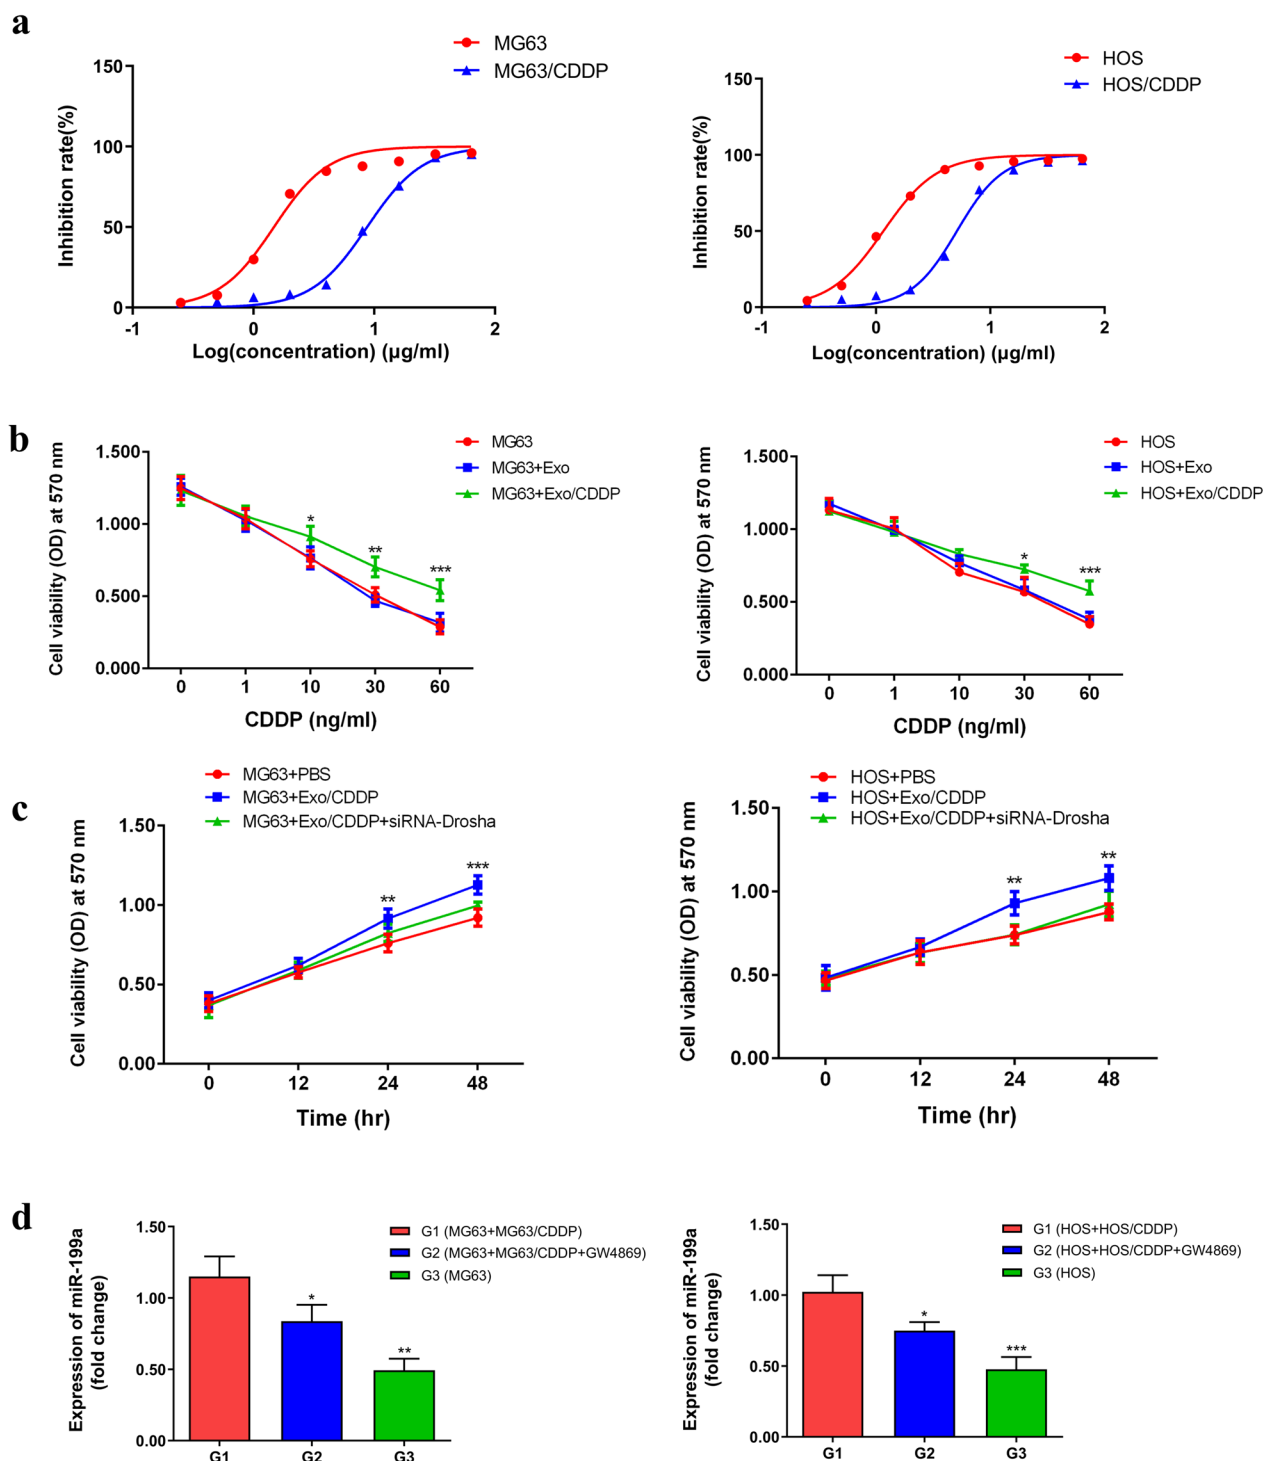 a
MG63
MG63/CDDP
150
100
50
0
Inhibition rate(%)
-1
0
1
2
Log(concentration) (μg/ml)
HOS
HOS/CDDP
150
100
50
0
Inhibition rate(%)
-1
0
1
2
Log(concentration) (μg/ml)
b
MG63
MG63+Exo
MG63+Exo/CDDP
1.500
1.000
0.500
0.000
Cell viability (OD) at 570 nm
*
**
***
0
1
10
30
60
CDDP (ng/ml)
HOS
HOS+Exo
HOS+Exo/CDDP
1.500
1.000
0.500
0.000
Cell viability (OD) at 570 nm
*
***
0
1
10
30
60
CDDP (ng/ml)
c
MG63+PBS
MG63+Exo/CDDP
MG63+Exo/CDDP+siRNA-Drosha
1.50
1.00
0.50
0.00
Cell viability (OD) at 570 nm
**
***
0
12
24
48
Time (hr)
HOS+PBS
HOS+Exo/CDDP
HOS+Exo/CDDP+siRNA-Drosha
1.50
1.00
0.50
0.00
Cell viability (OD) at 570 nm
**
**
0
12
24
48
Time (hr)
d
G1 (MG63+MG63/CDDP)
G2 (MG63+MG63/CDDP+GW4869)
G3 (MG63)
1.50
1.00
0.50
0.00
Expression of miR-199a
(fold change)
*
**
G1
G2
G3
G1 (HOS+HOS/CDDP)
G2 (HOS+HOS/CDDP+GW4869)
G3 (HOS)
1.50
1.00
0.50
0.00
Expression of miR-199a
(fold change)
*
***
G1
G2
G3